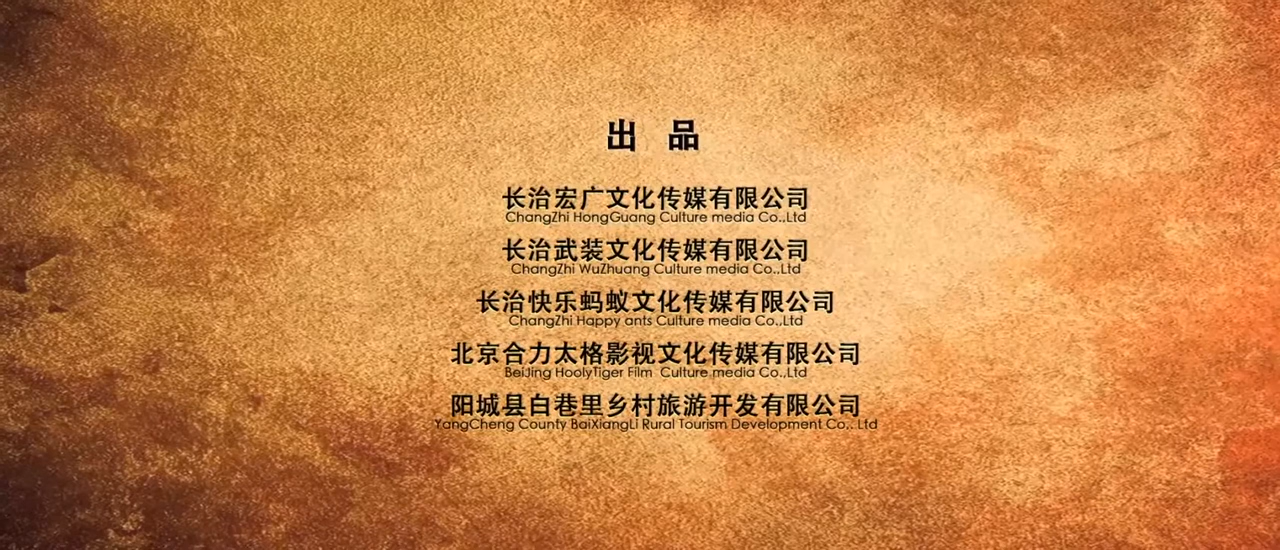 出 品
长治宏广文化传媒有限公司
ChangZhi HongGuang Culture media Co.,Ltd
长治武装文化传媒有限公司
ChangZhi WuZhuang Culture media Co.,Ltd
长治快乐蚂蚁文化传媒有限公司
ChangZhi Happy ants Culture media Co.,Ltd
北京合力太格影视文化传媒有限公司
BeiJing HoolyTiger Film Culture media Co.,Ltd
阳城县白巷里乡村旅游开发有限公司
YangCheng County BaiXiangLi Rural Tourism Development Co.,.Ltd